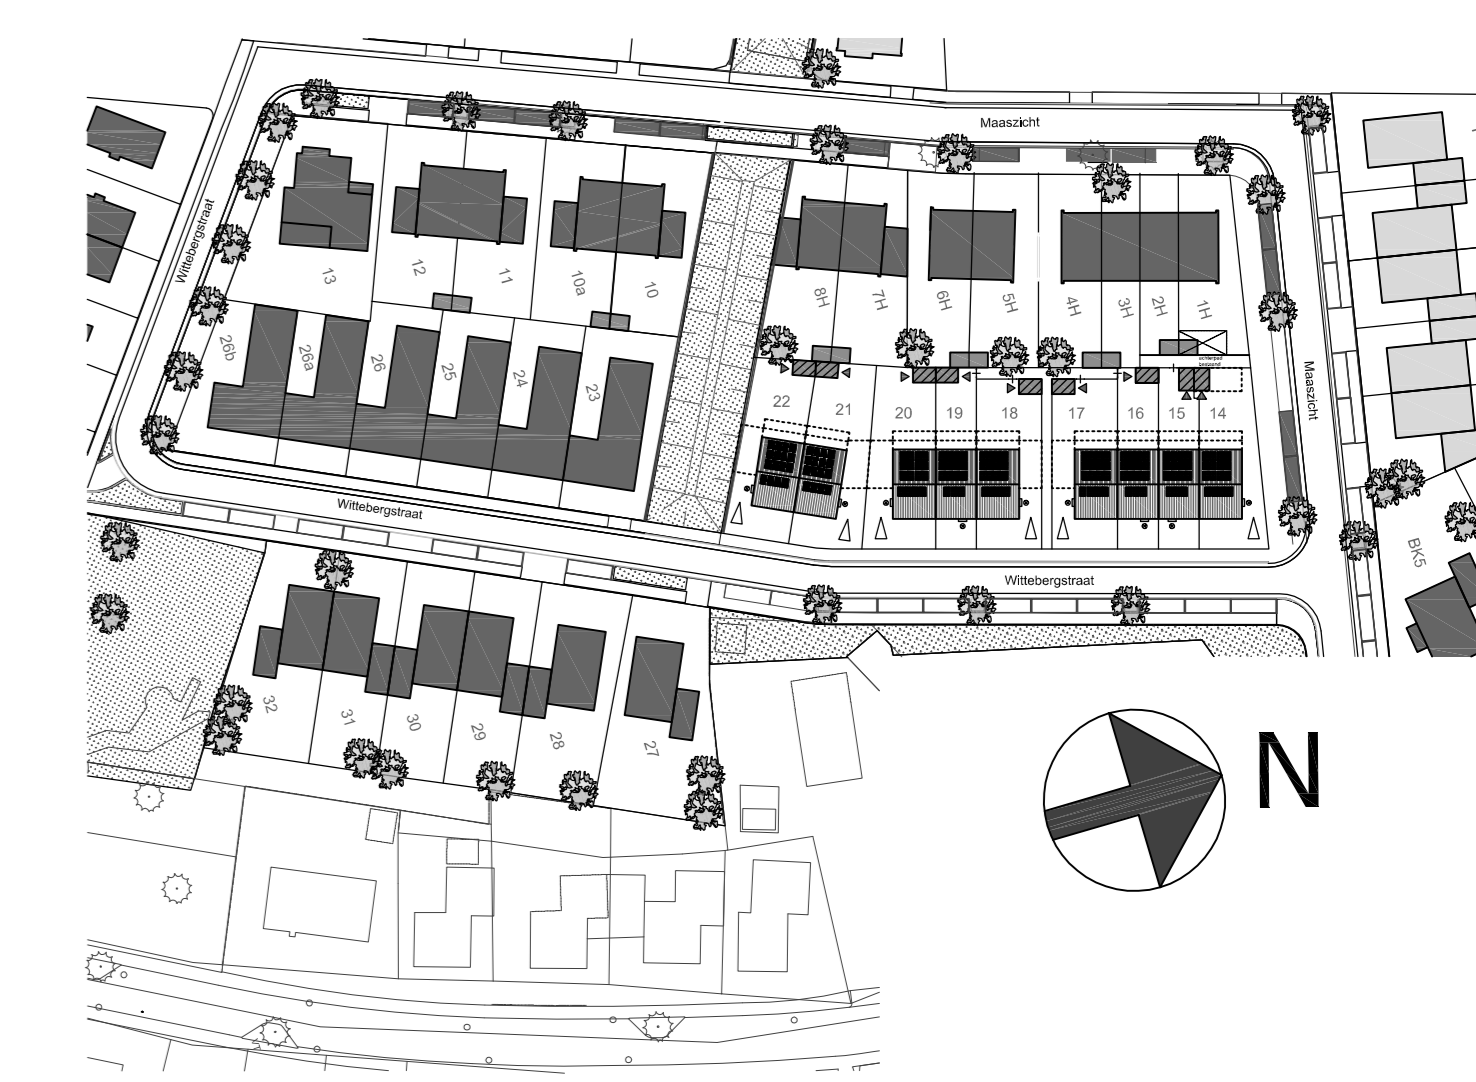 Maaszicht
Wittebergstraat
13
12
11
10a
10
8H
7H
6H
5H
4H
3H
2H
1H
achterpad
bestaand
26b
26a
26
25
24
23
22
21
20
19
18
17
16
15
14
Maaszicht
Wittebergstraat
Wittebergstraat
BK5
32
31
30
29
28
27
N